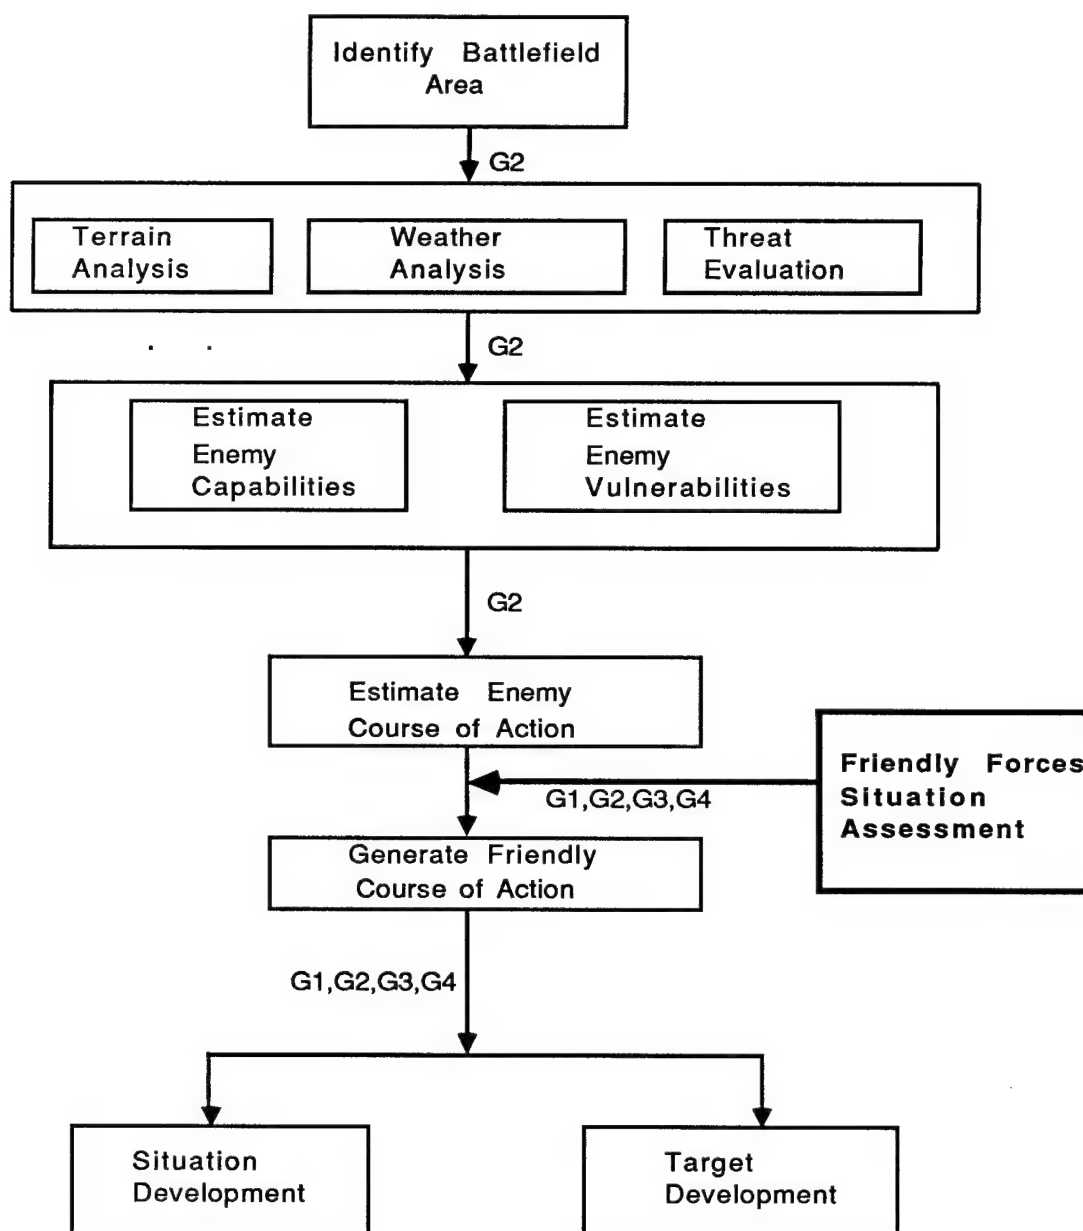 Identify Battlefield
Area
G2
Terrain
Analysis
Weather
Analysis
Threat
Evaluation
G2
Estimate
Enemy
Capabilities
Estimate
Enemy
Vulnerabilities
G2
Estimate Enemy
Course of Action
Friendly Forces
Situation
Assessment
G1,G2,G3,G4
Generate Friendly
Course of Action
G1,G2,G3,G4
Situation
Development
Target
Development